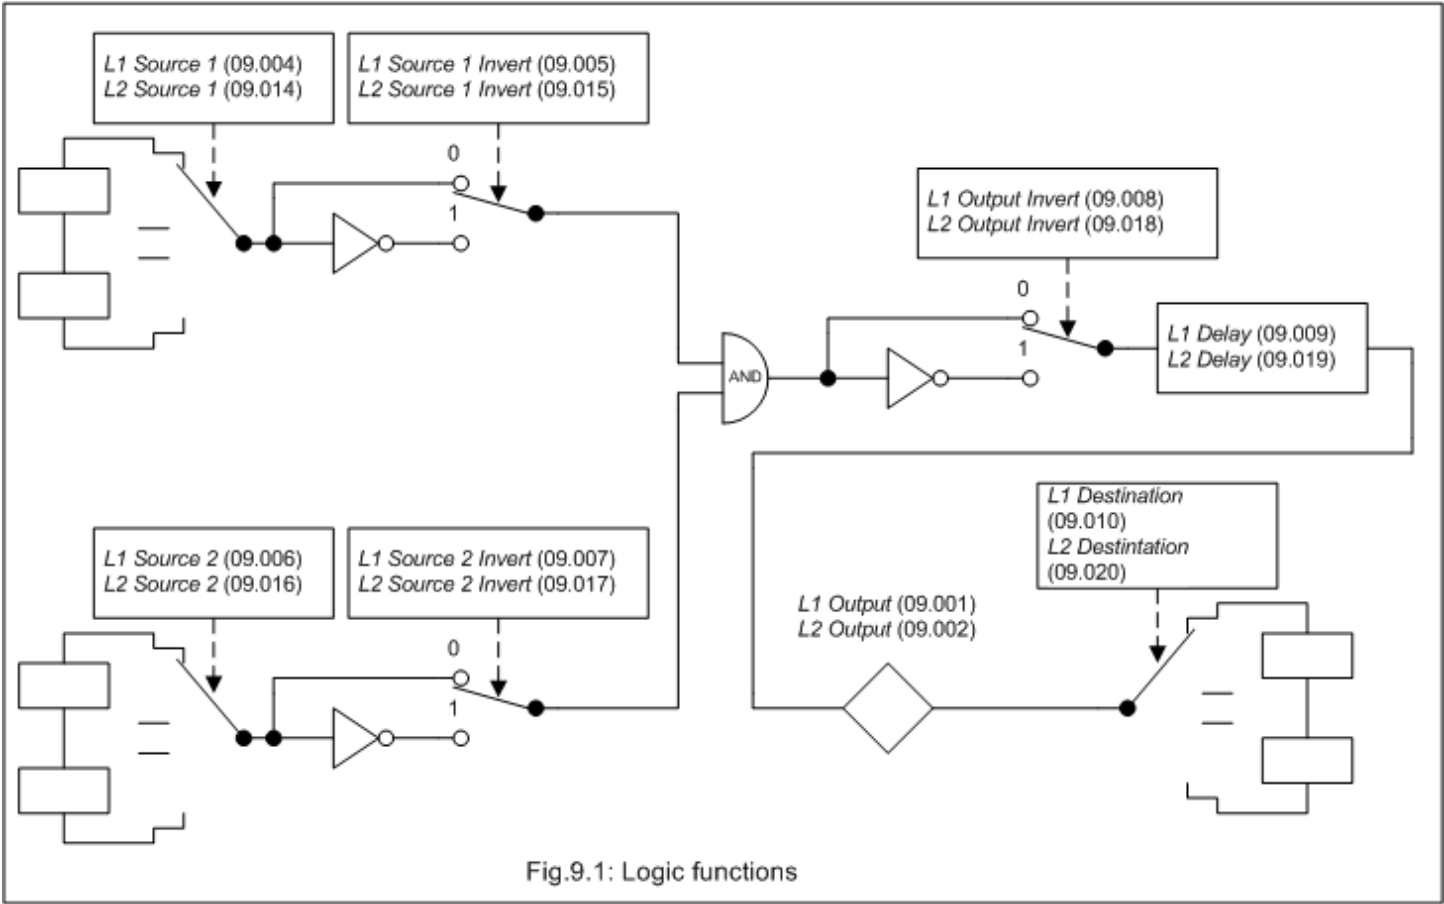 L1 Source 1 (09.004)
L2 Source 1 (09.014)
L1 Source 1 Invert (09.005)
L2 Source 1 Invert (09.015)
0
1
L1 Output Invert (09.008)
L2 Output Invert (09.018)
0
1
L1 Delay (09.009)
L2 Delay (09.019)
AND
L1 Source 2 (09.006)
L2 Source 2 (09.016)
L1 Source 2 Invert (09.007)
L2 Source 2 Invert (09.017)
0
1
L1 Destination
(09.010)
L2 Destintation
(09.020)
L1 Output (09.001)
L2 Output (09.002)
Fig.9.1: Logic functions